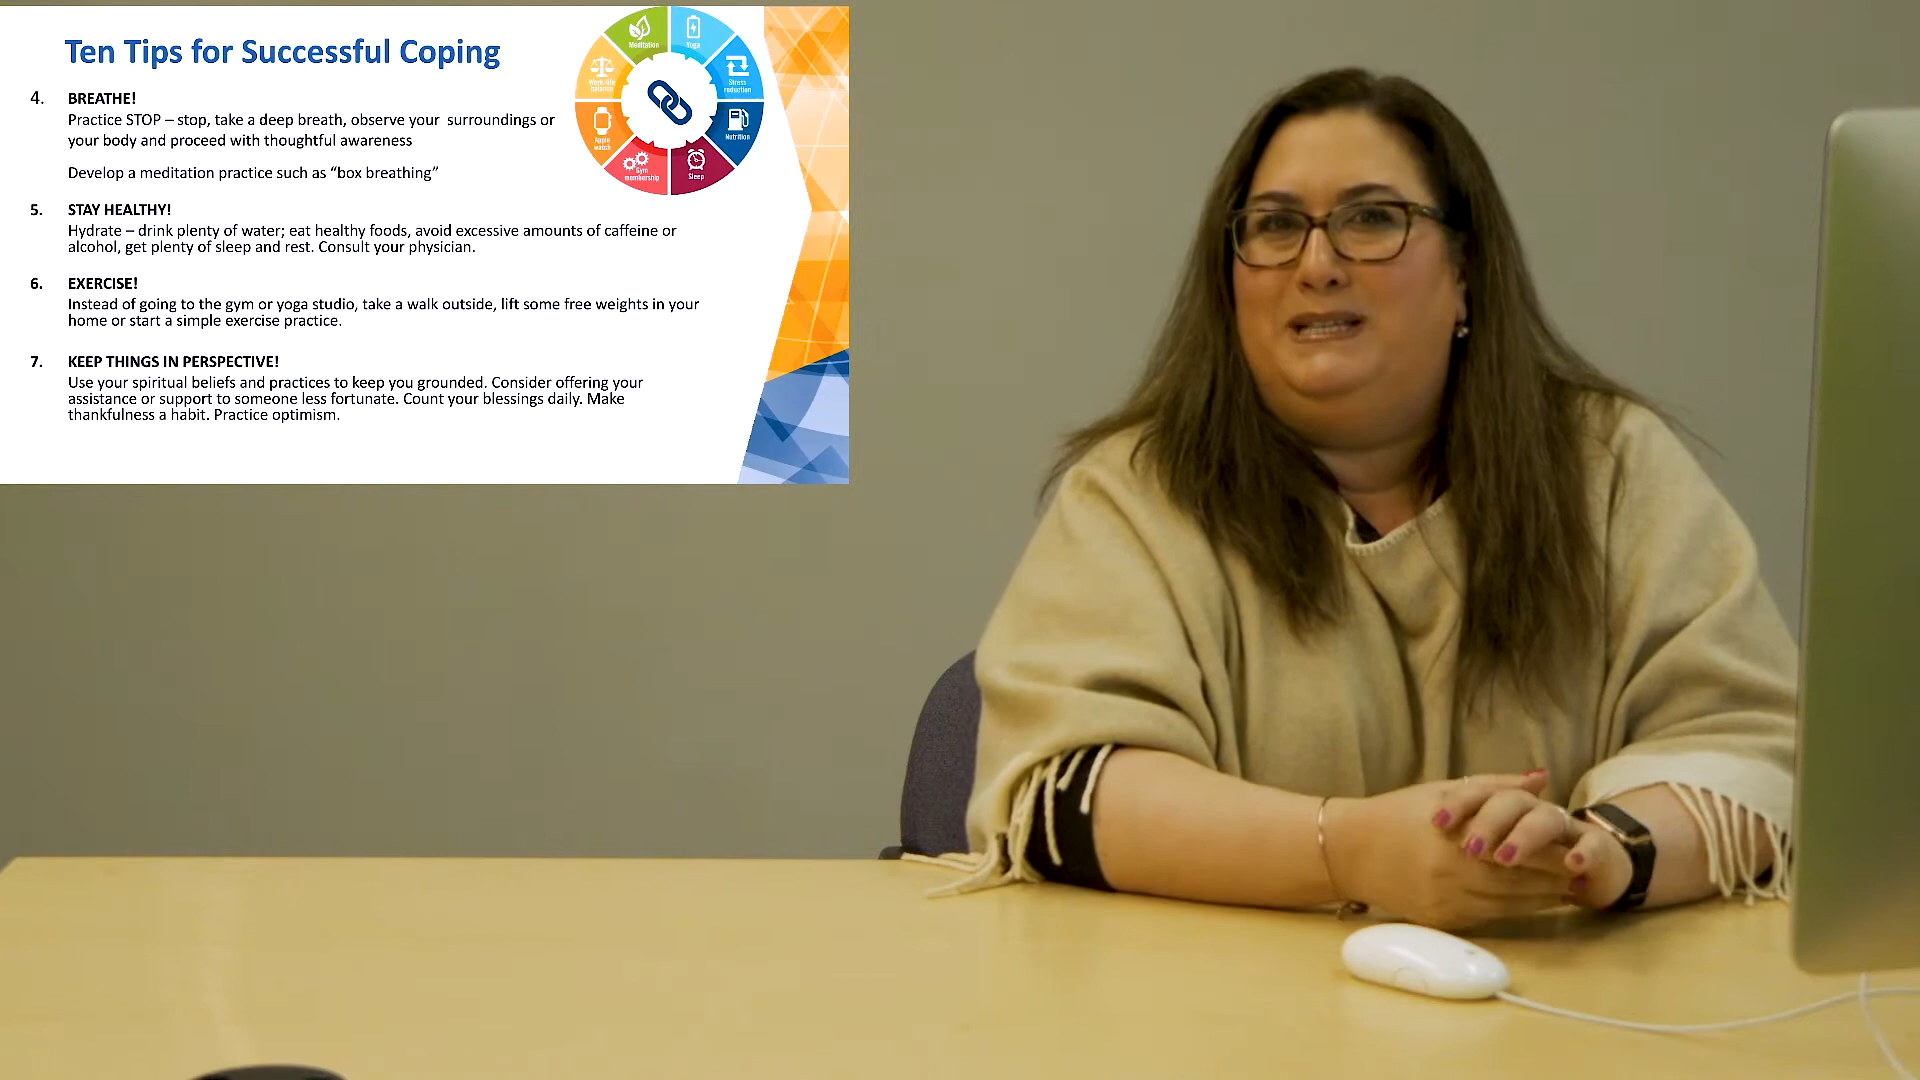 Ten Tips for Successful Coping
4. BREATHE!
Practice STOP – stop, take a deep breath, observe your surroundings or
your body and proceed with thoughtful awareness
Develop a meditation practice such as “box breathing”
5. STAY HEALTHY!
Hydrate – drink plenty of water; eat healthy foods, avoid excessive amounts of caffeine or
alcohol, get plenty of sleep and rest. Consult your physician.
6. EXERCISE!
Instead of going to the gym or yoga studio, take a walk outside, lift some free weights in your
home or start a simple exercise practice.
7. KEEP THINGS IN PERSPECTIVE!
Use your spiritual beliefs and practices to keep you grounded. Consider offering your
assistance or support to someone less fortunate. Count your blessings daily. Make
thankfulness a habit. Practice optimism.
Meditation
Yoga
Stress
reduction
Nutrition
Sleep
Gym
membership
Apple
watch
Work-life
balance